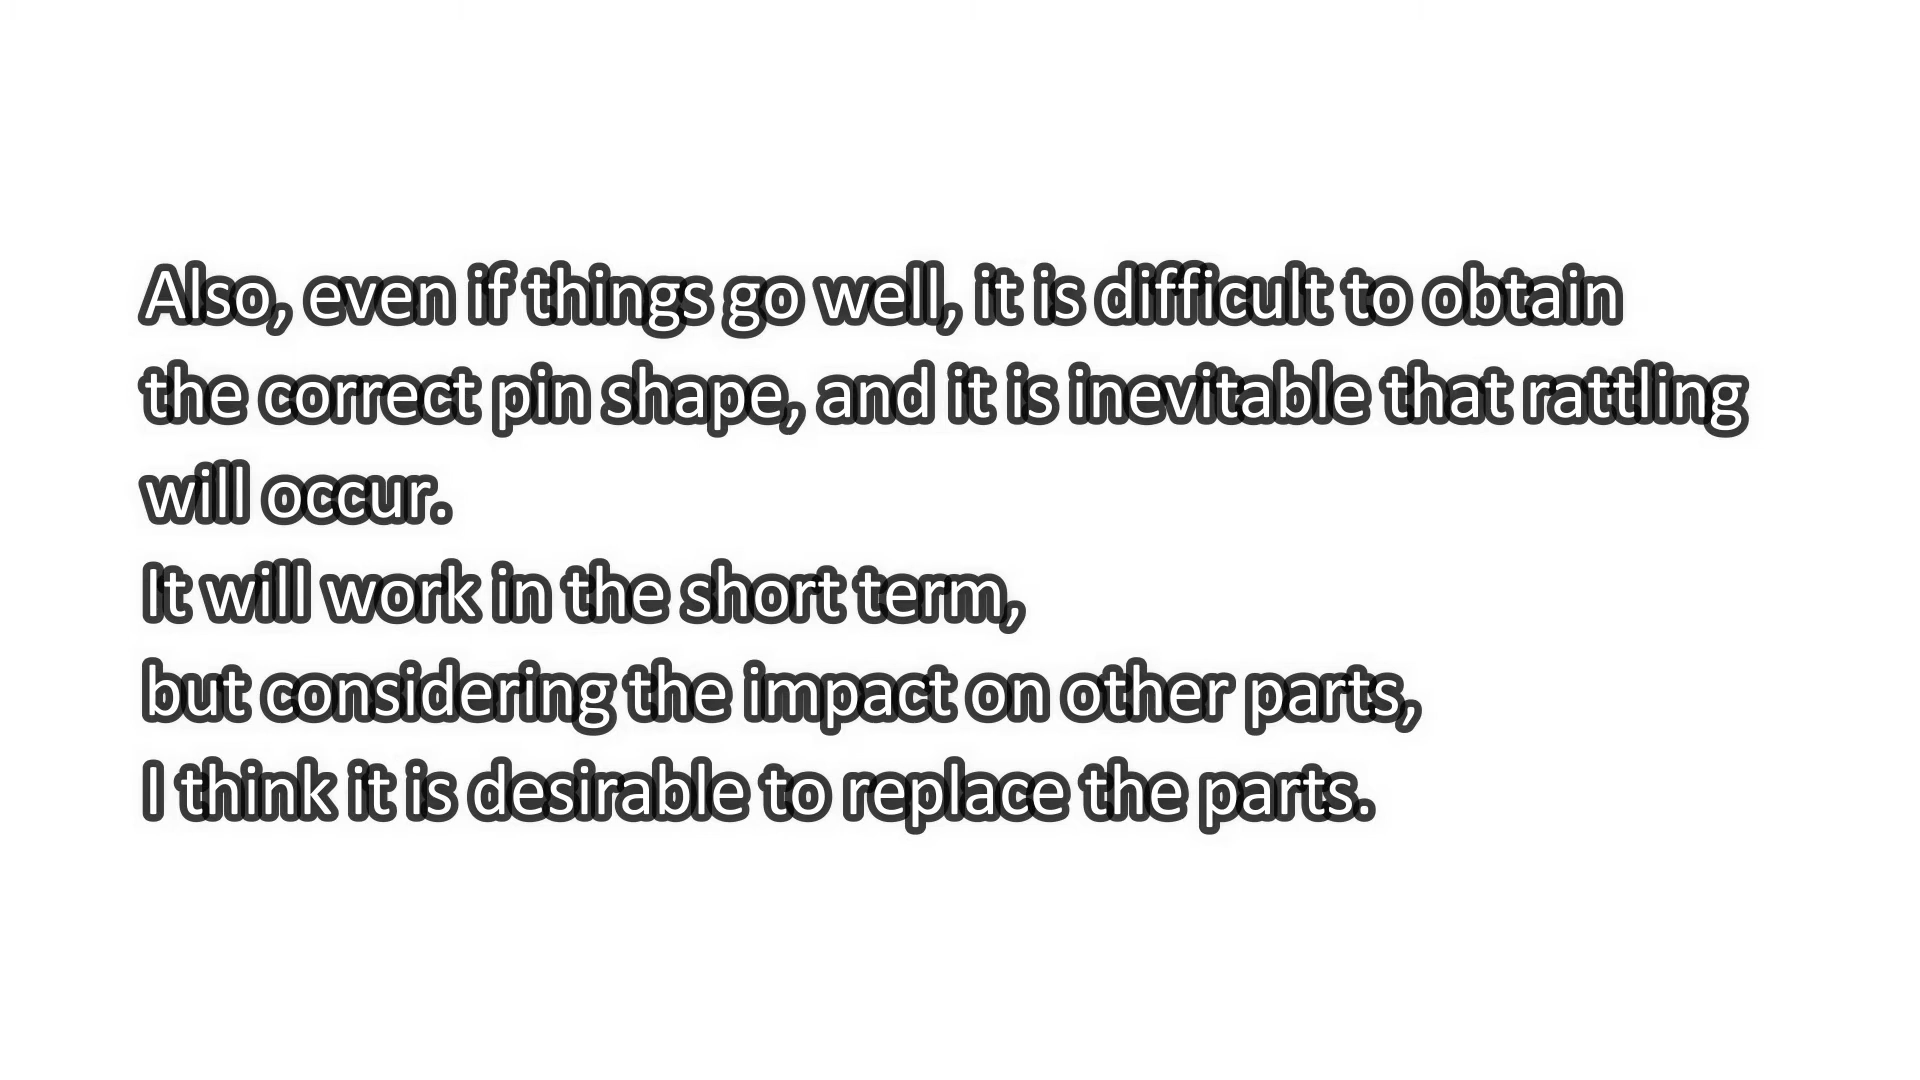 Also, even if things go well, it is difficult to obtain
the correct pin shape, and it is inevitable that rattling
will occur.
It will work in the short term,
but considering the impact on other parts,
I think it is desirable to replace the parts.